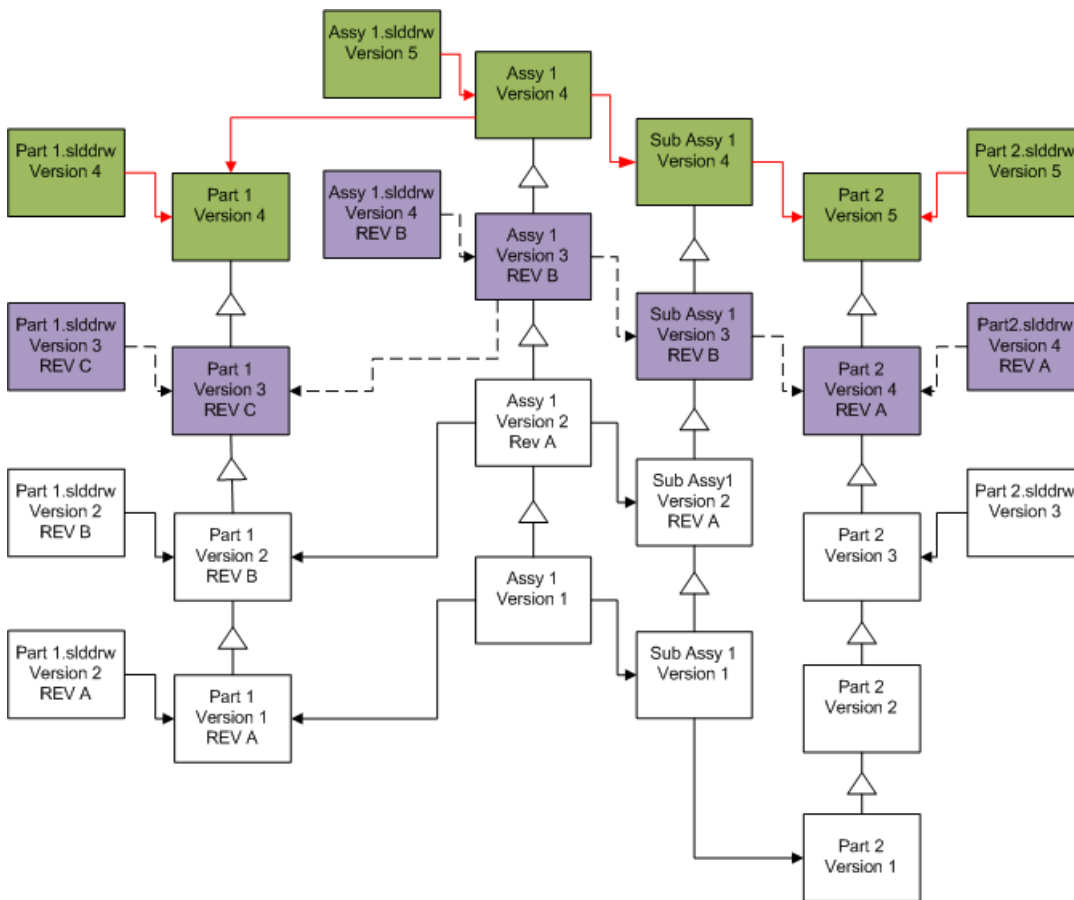 Assy 1.slddrw
Version 5
Assy 1
Version 4
Part 1.slddrw
Version 4
Sub Assy 1
Version 4
Part 2.slddrw
Version 5
Part 1
Version 4
Assy 1.slddrw
Version 4
REV B
Part 2
Version 5
Assy 1
Version 3
REV B
Part 1.slddrw
Version 3
REV C
Sub Assy 1
Version 3
REV B
Part2.slddrw
Version 4
REV A
Part 1
Version 3
REV C
Part 2
Version 4
REV A
Assy 1
Version 2
Rev A
Part 1.slddrw
Version 2
REV B
Sub Assy1
Version 2
REV A
Part 2.slddrw
Version 3
Part 1
Version 2
REV B
Part 2
Version 3
Assy 1
Version 1
Part 1.slddrw
Version 2
REV A
Sub Assy 1
Version 1
Part 2
Version 2
Part 1
Version 1
REV A
Part 2
Version 1